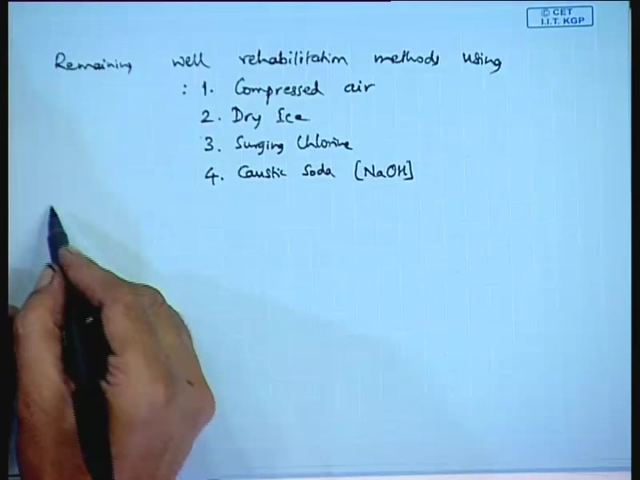 © CET
I.I.T. KGP
Remaining well rehabilitation methods using
: 1. Compressed air
2. Dry Ice
3. Surging Chlorine
4. Caustic Soda [NaOH]